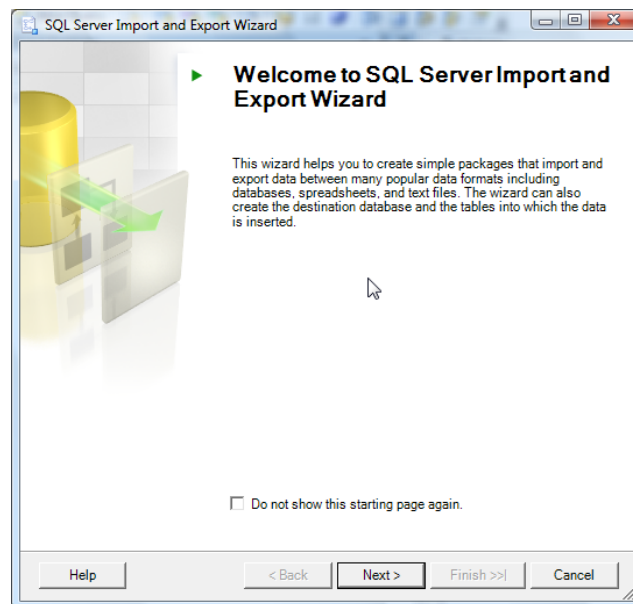 SQL Server Import and Export Wizard
Welcome to SQL Server Import and
Export Wizard
This wizard helps you to create simple packages that import and
export data between many popular data formats including
databases, spreadsheets, and text files. The wizard can also
create the destination database and the tables into which the data
is inserted.
Do not show this starting page again.
Help
< Back
Next >
Finish >>|
Cancel